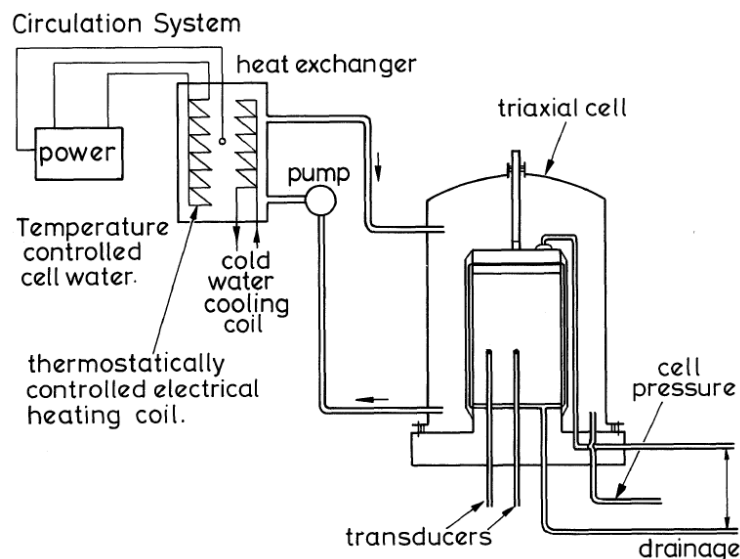 Circulation System
heat exchanger
triaxial cell
power
pump
Temperature
controlled
cell water.
cold
water
cooling
coil
thermostatically
controlled electrical
heating coil.
cell
pressure
transducers
drainage